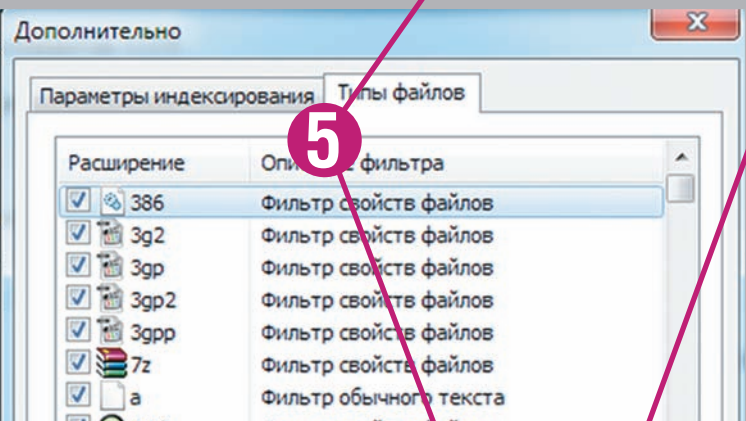 Дополнительно
Параметры индексирования Типы файлов
5
Расширение фильтра
386 Фильтр свойств файлов
3g2 Фильтр свойств файлов
3gp Фильтр свойств файлов
3gp2 Фильтр свойств файлов
3gpp Фильтр свойств файлов
7z Фильтр свойств файлов
a Фильтр обычного текста